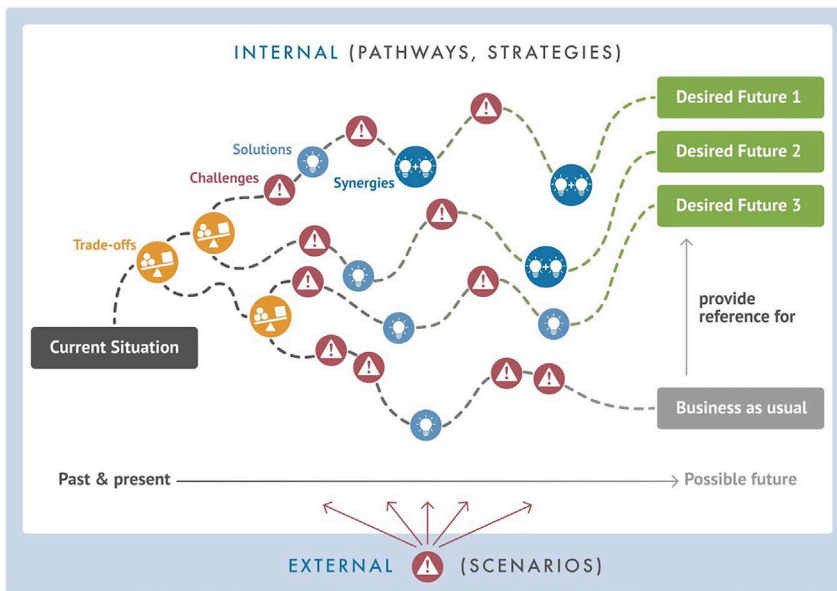 INTERNAL (PATHWAYS, STRATEGIES)
Desired Future 1
Solutions
Desired Future 2
Challenges
Synergies
Desired Future 3
Trade-offs
provide
reference for
Current Situation
Business as usual
Past & present
Possible future
EXTERNAL (SCENARIOS)